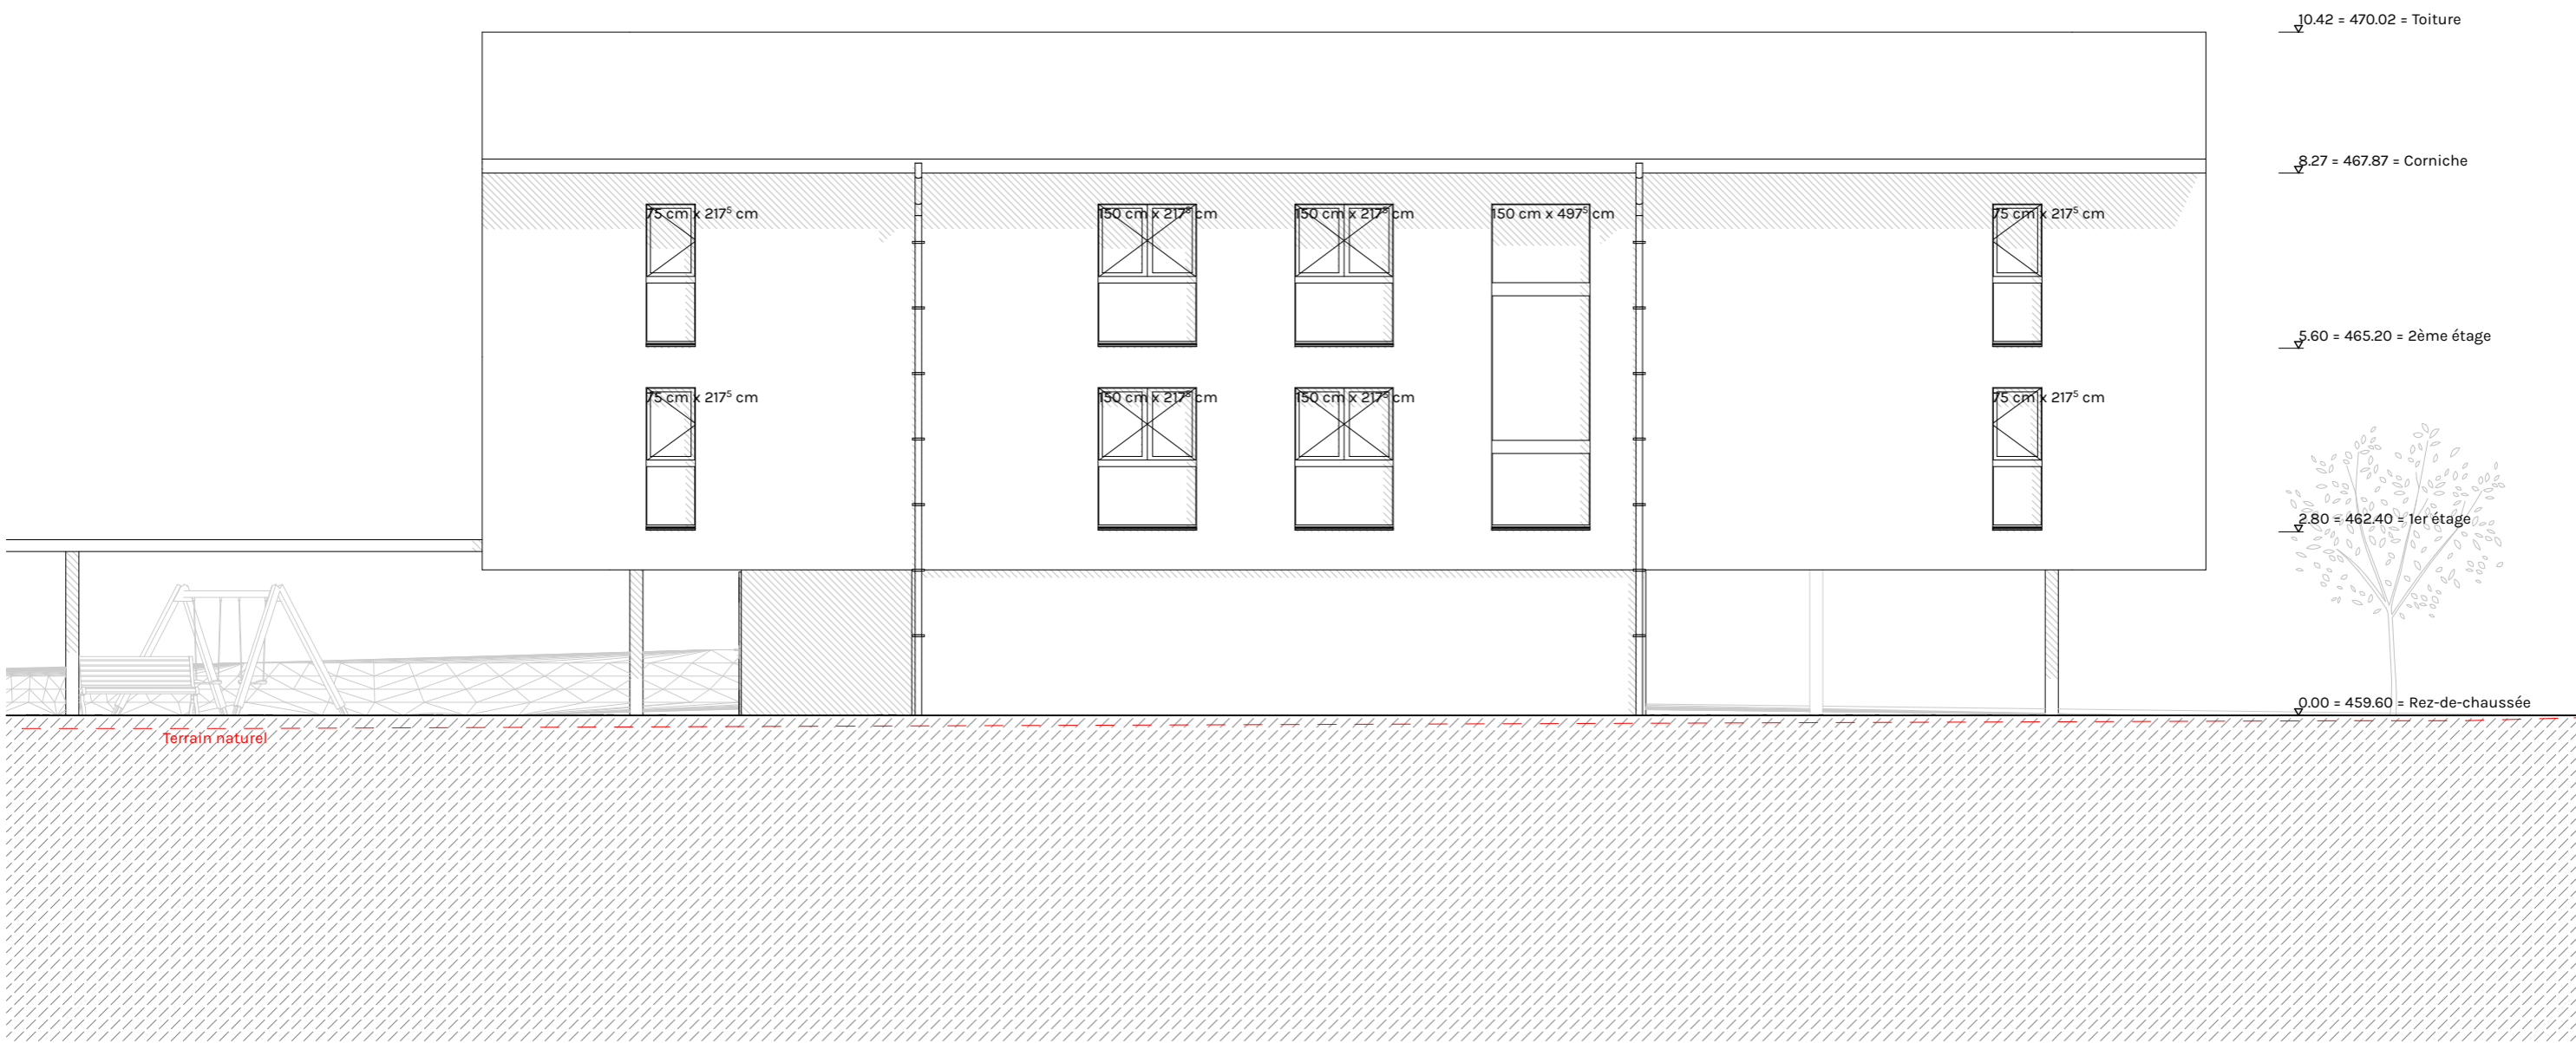 10.42 = 470.02 = Toiture
8.27 = 467.87 = Corniche
75 cm x 217⁵ cm
150 cm x 217⁵ cm
150 cm x 217⁵ cm
150 cm x 497⁵ cm
75 cm x 217⁵ cm
5.60 = 465.20 = 2ème étage
75 cm x 217⁵ cm
150 cm x 217⁵ cm
150 cm x 217⁵ cm
75 cm x 217⁵ cm
2.80 = 462.40 = 1er étage
0.00 = 459.60 = Rez-de-chaussée
Terrain naturel